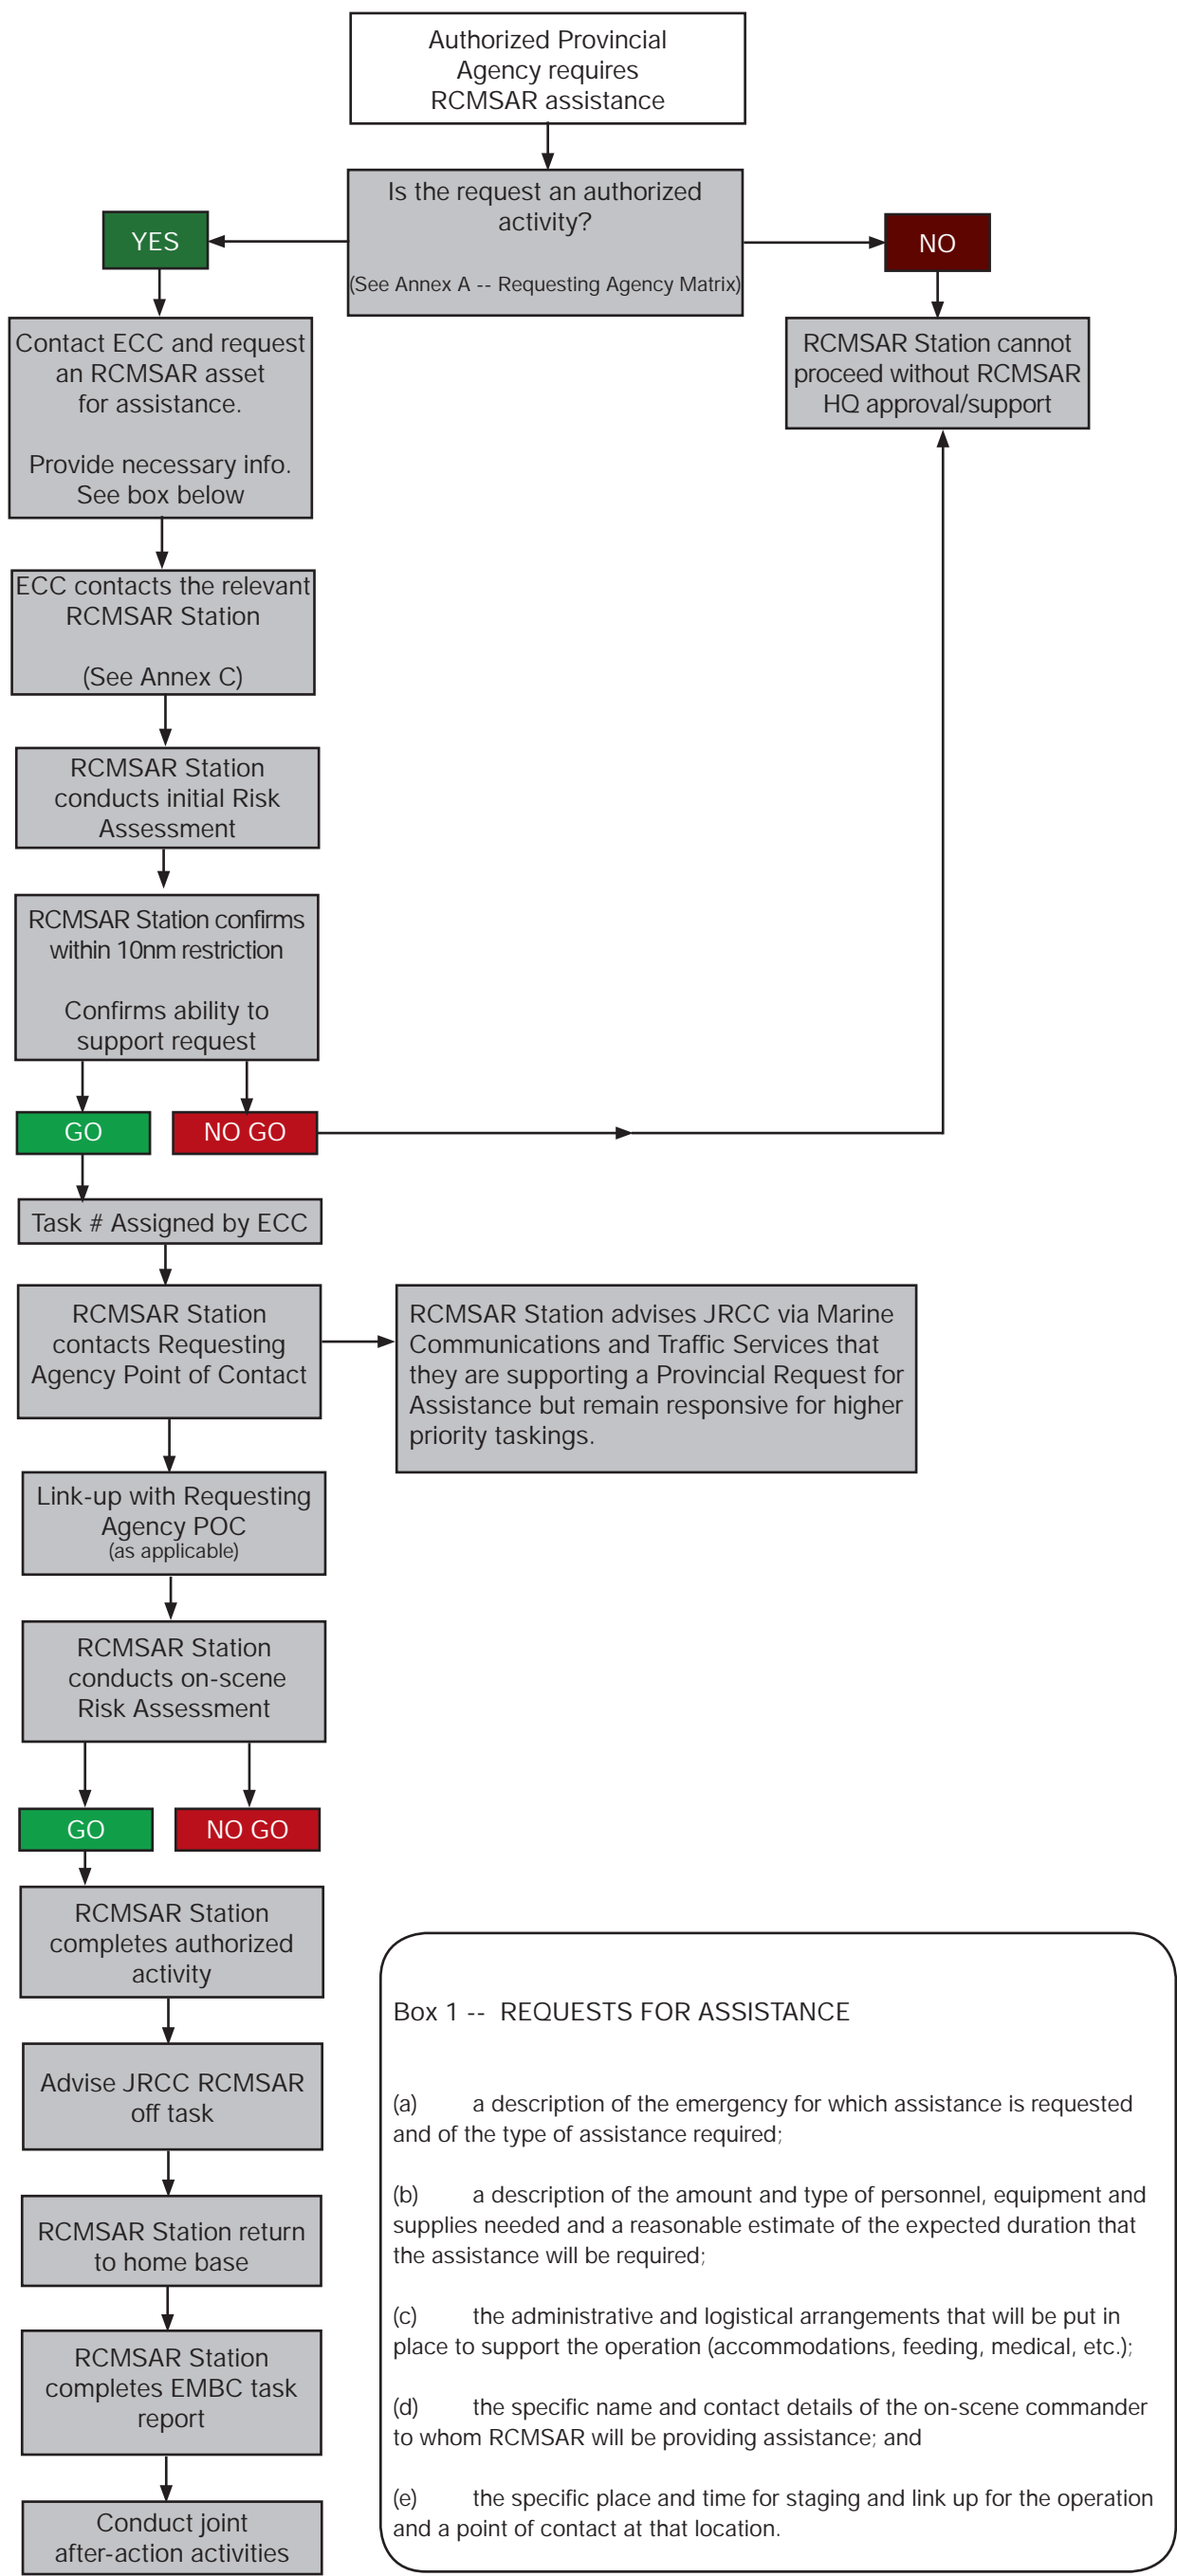 Authorized Provincial
Agency requires
RCMSAR assistance
Is the request an authorized
activity?
(See Annex A -- Requesting Agency Matrix)
YES
NO
Contact ECC and request
an RCMSAR asset
for assistance.
Provide necessary info.
See box below
RCMSAR Station cannot
proceed without RCMSAR
HQ approval/support
ECC contacts the relevant
RCMSAR Station
(See Annex C)
RCMSAR Station
conducts initial Risk
Assessment
RCMSAR Station confirms
within 10nm restriction
Confirms ability to
support request
GO
NO GO
Task # Assigned by ECC
RCMSAR Station
contacts Requesting
Agency Point of Contact
RCMSAR Station advises JRCC via Marine
Communications and Traffic Services that
they are supporting a Provincial Request for
Assistance but remain responsive for higher
priority taskings.
Link-up with Requesting
Agency POC
(as applicable)
RCMSAR Station
conducts on-scene
Risk Assessment
GO
NO GO
RCMSAR Station
completes authorized
activity
Advise JRCC RCMSAR
off task
RCMSAR Station return
to home base
RCMSAR Station
completes EMBC task
report
Conduct joint
after-action activities
Box 1 -- REQUESTS FOR ASSISTANCE
(a) a description of the emergency for which assistance is requested
and of the type of assistance required;
(b) a description of the amount and type of personnel, equipment and
supplies needed and a reasonable estimate of the expected duration that
the assistance will be required;
(c) the administrative and logistical arrangements that will be put in
place to support the operation (accommodations, feeding, medical, etc.);
(d) the specific name and contact details of the on-scene commander
to whom RCMSAR will be providing assistance; and
(e) the specific place and time for staging and link up for the operation
and a point of contact at that location.